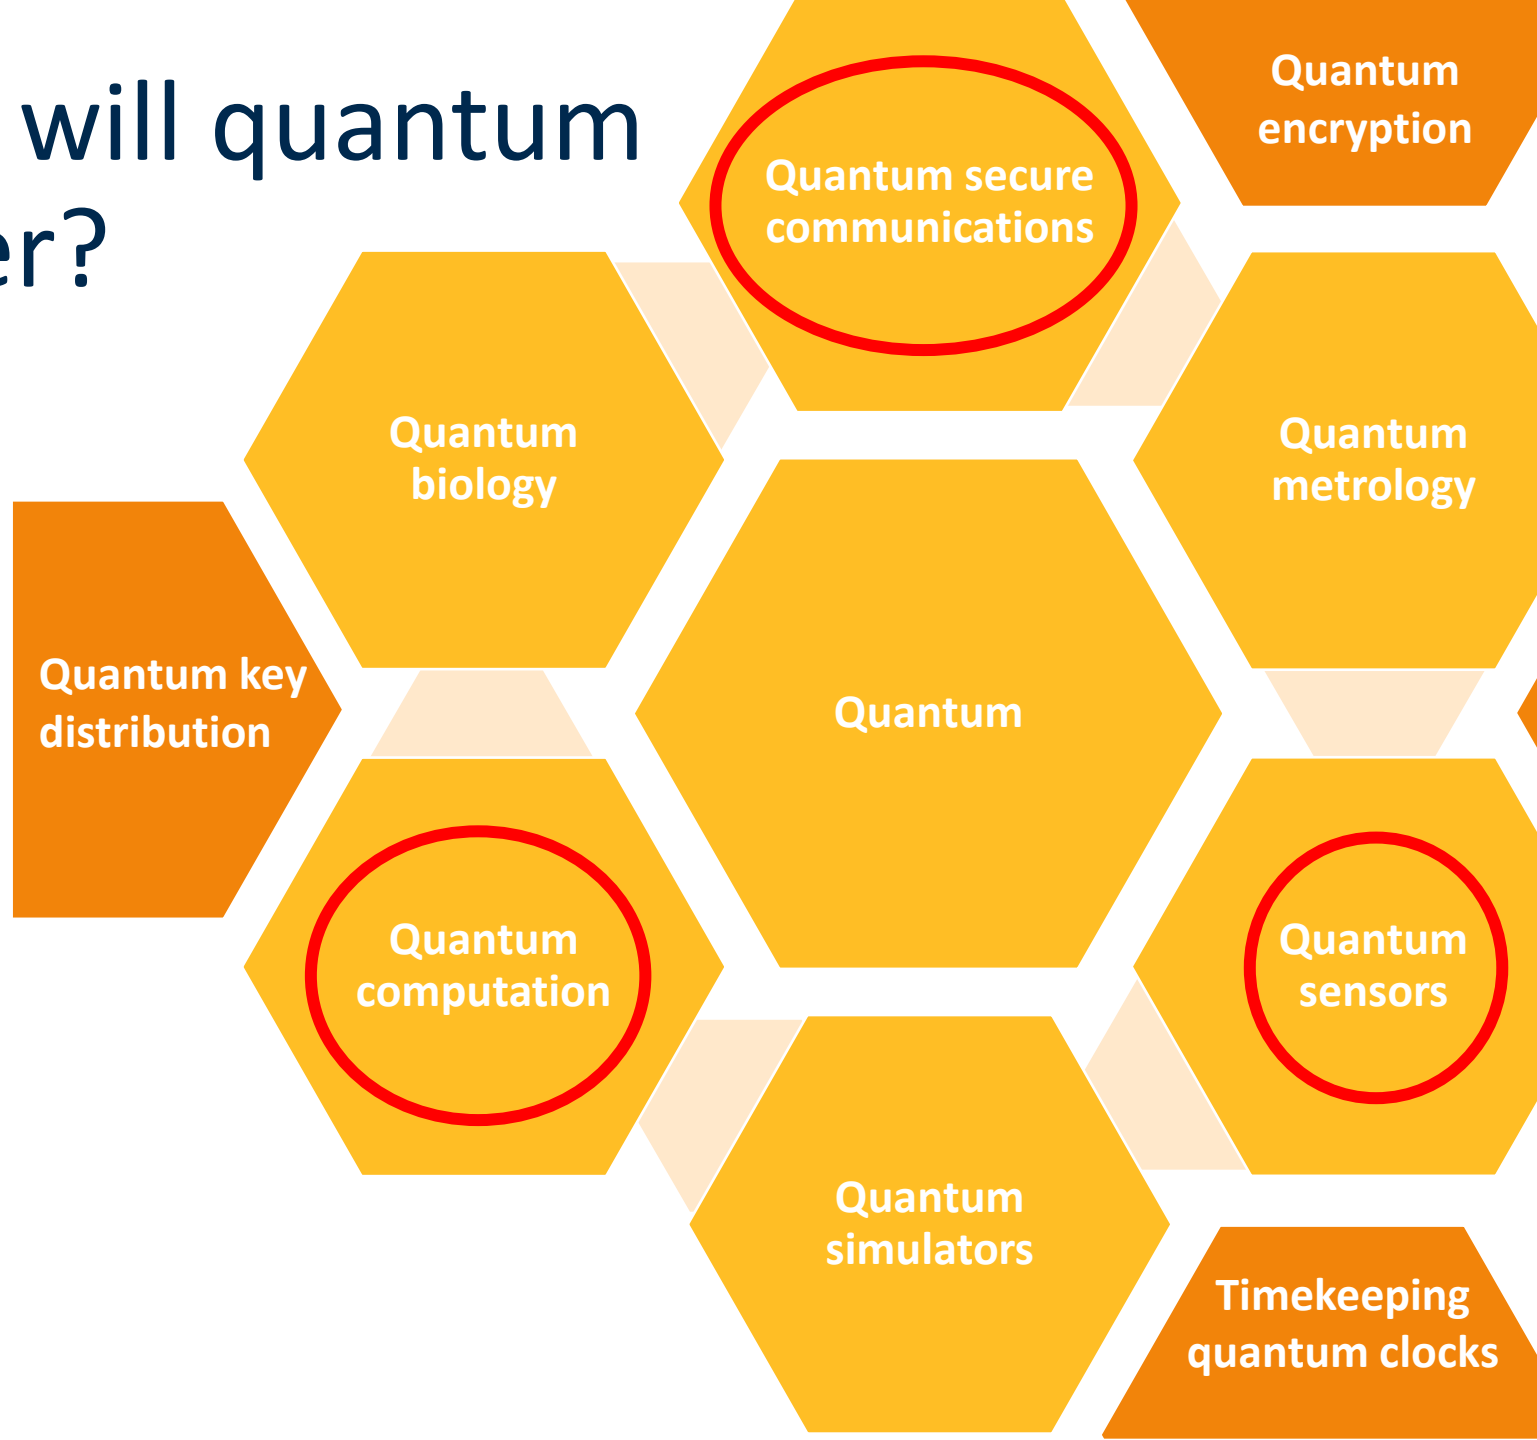 will quantum
er?
Quantum
encryption
Quantum secure
communications
Quantum
biology
Quantum
metrology
Quantum key
distribution
Quantum
Quantum
computation
Quantum
sensors
Quantum
simulators
Timekeeping
quantum clocks